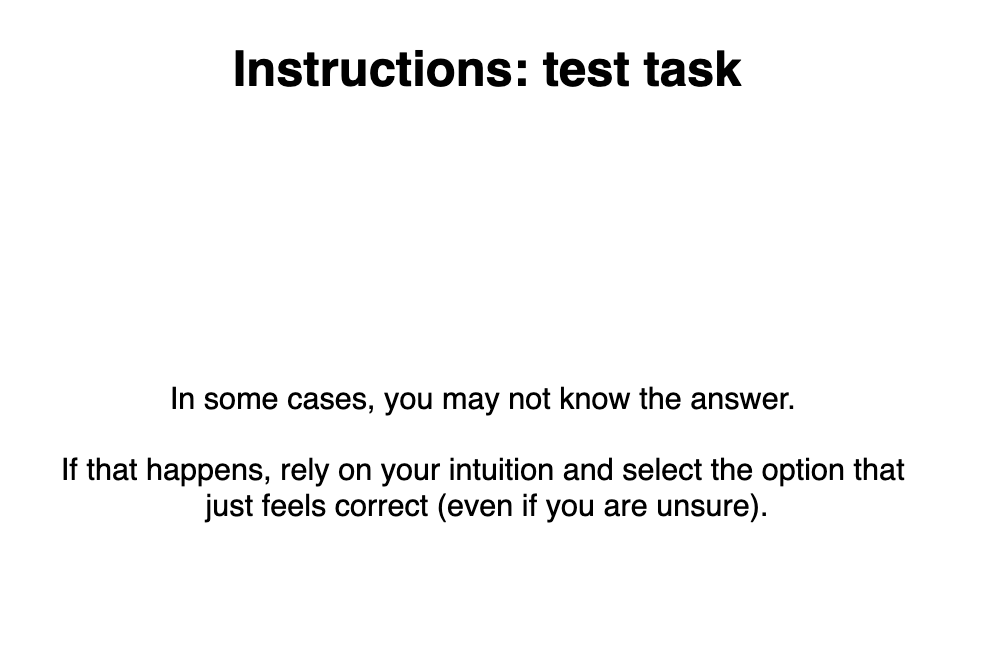 Instructions: test task
In some cases, you may not know the answer.
If that happens, rely on your intuition and select the option that
just feels correct (even if you are unsure).